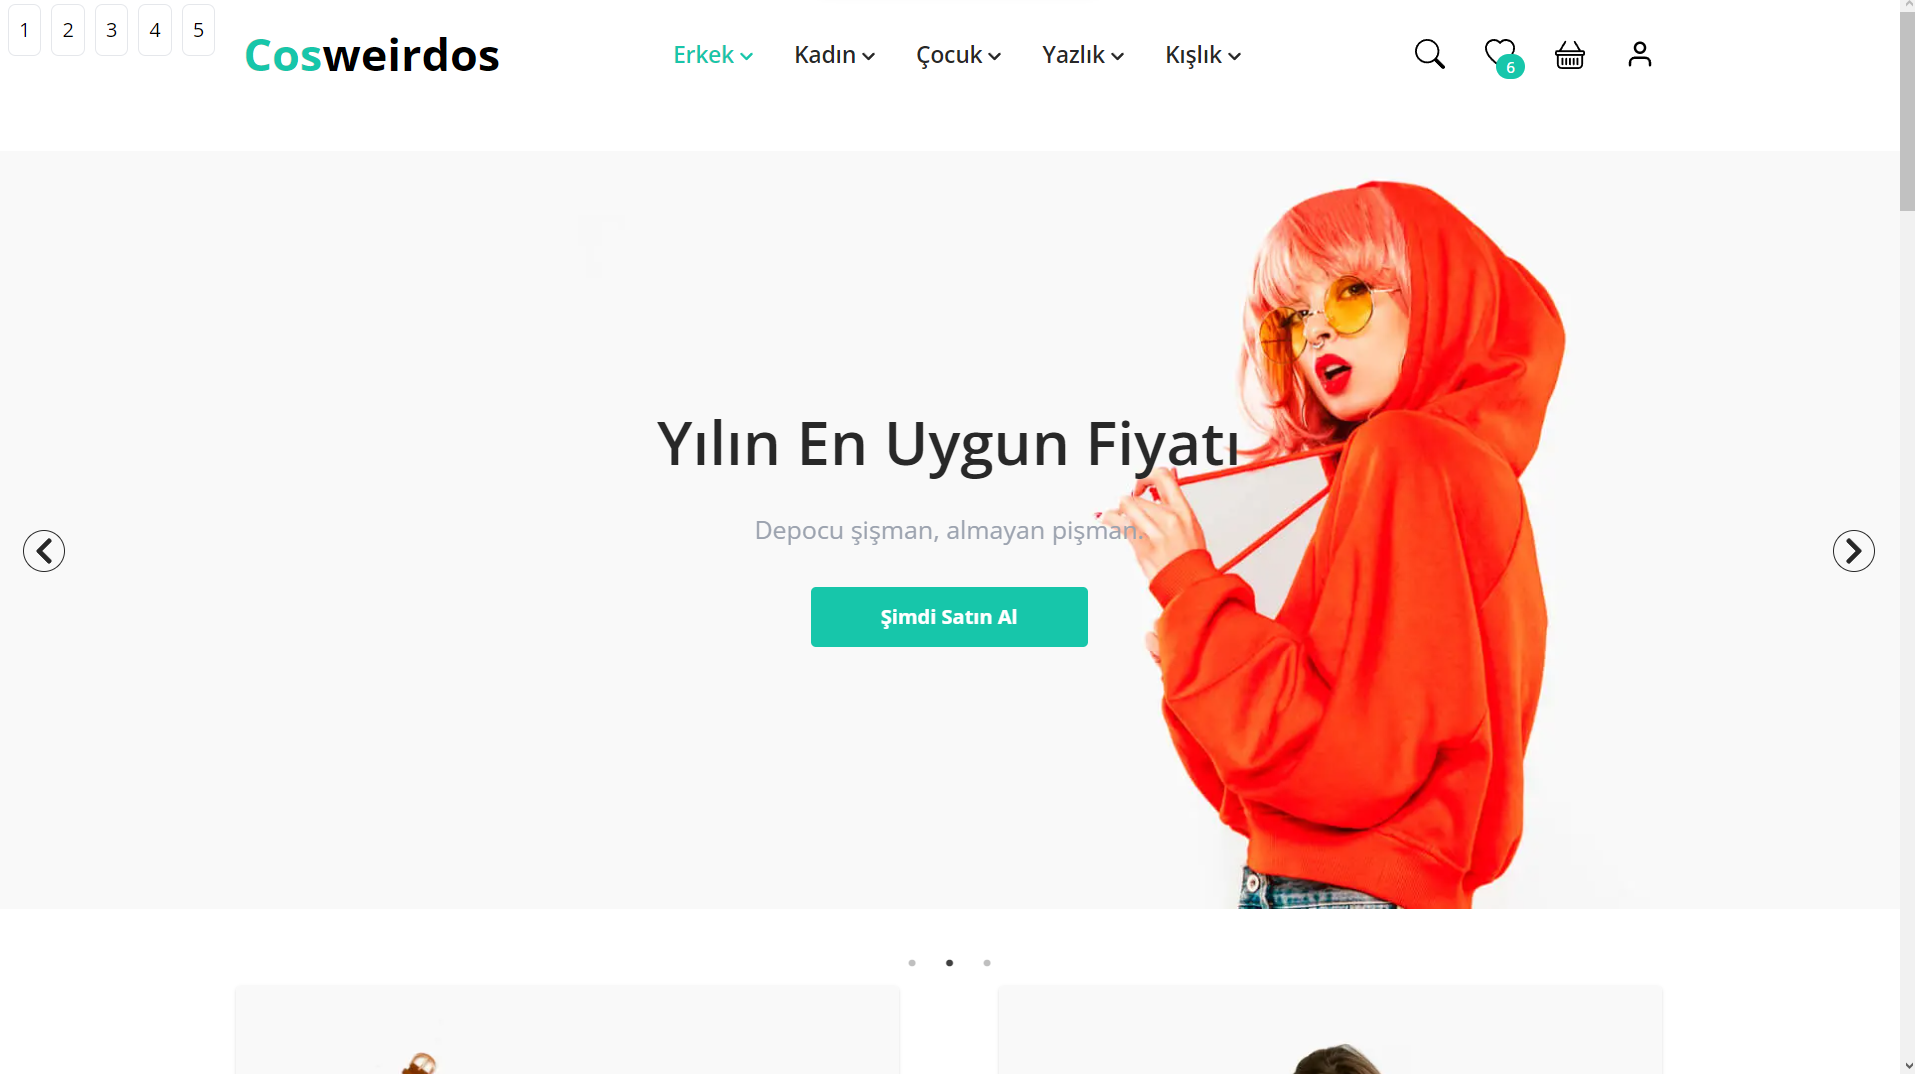 1 2 3 4 5
Cosweirdos
Erkek Kadın Çocuk Yazlık Kışlık
6
Yılın En Uygun Fiyatı
Depocu şişman, almayan pişman.
Şimdi Satın Al